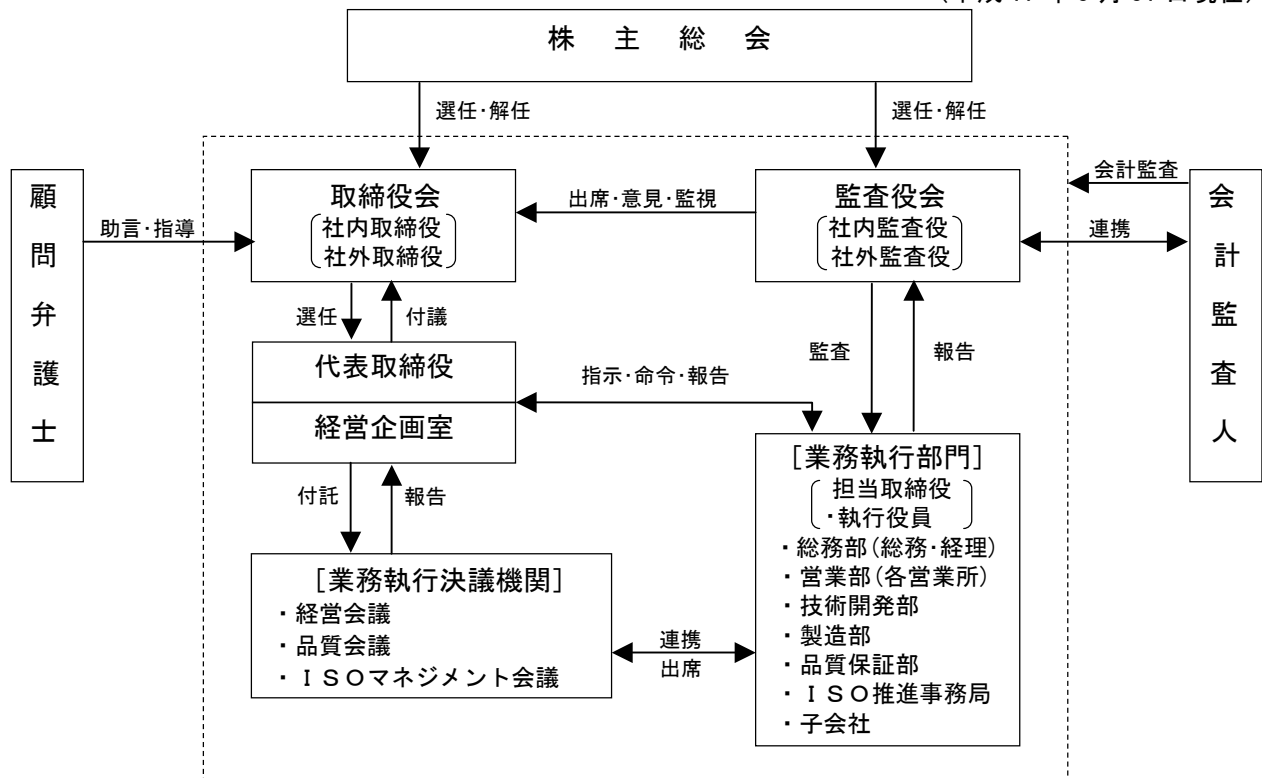 株 主 総 会
選任・解任
選任・解任
顧問弁護士
助言・指導
取締役会
社内取締役
社外取締役
出席・意見・監視
監査役会
社内監査役
社外監査役
会計監査
連携
会計監査人
選任
付議
代表取締役
経営企画室
指示・命令・報告
監査
報告
付託
報告
[業務執行決議機関]
・経営会議
・品質会議
・ISOマネジメント会議
連携
出席
[業務執行部門]
担当取締役
・執行役員
・総務部(総務・経理)
・営業部(各営業所)
・技術開発部
・製造部
・品質保証部
・ISO推進事務局
・子会社